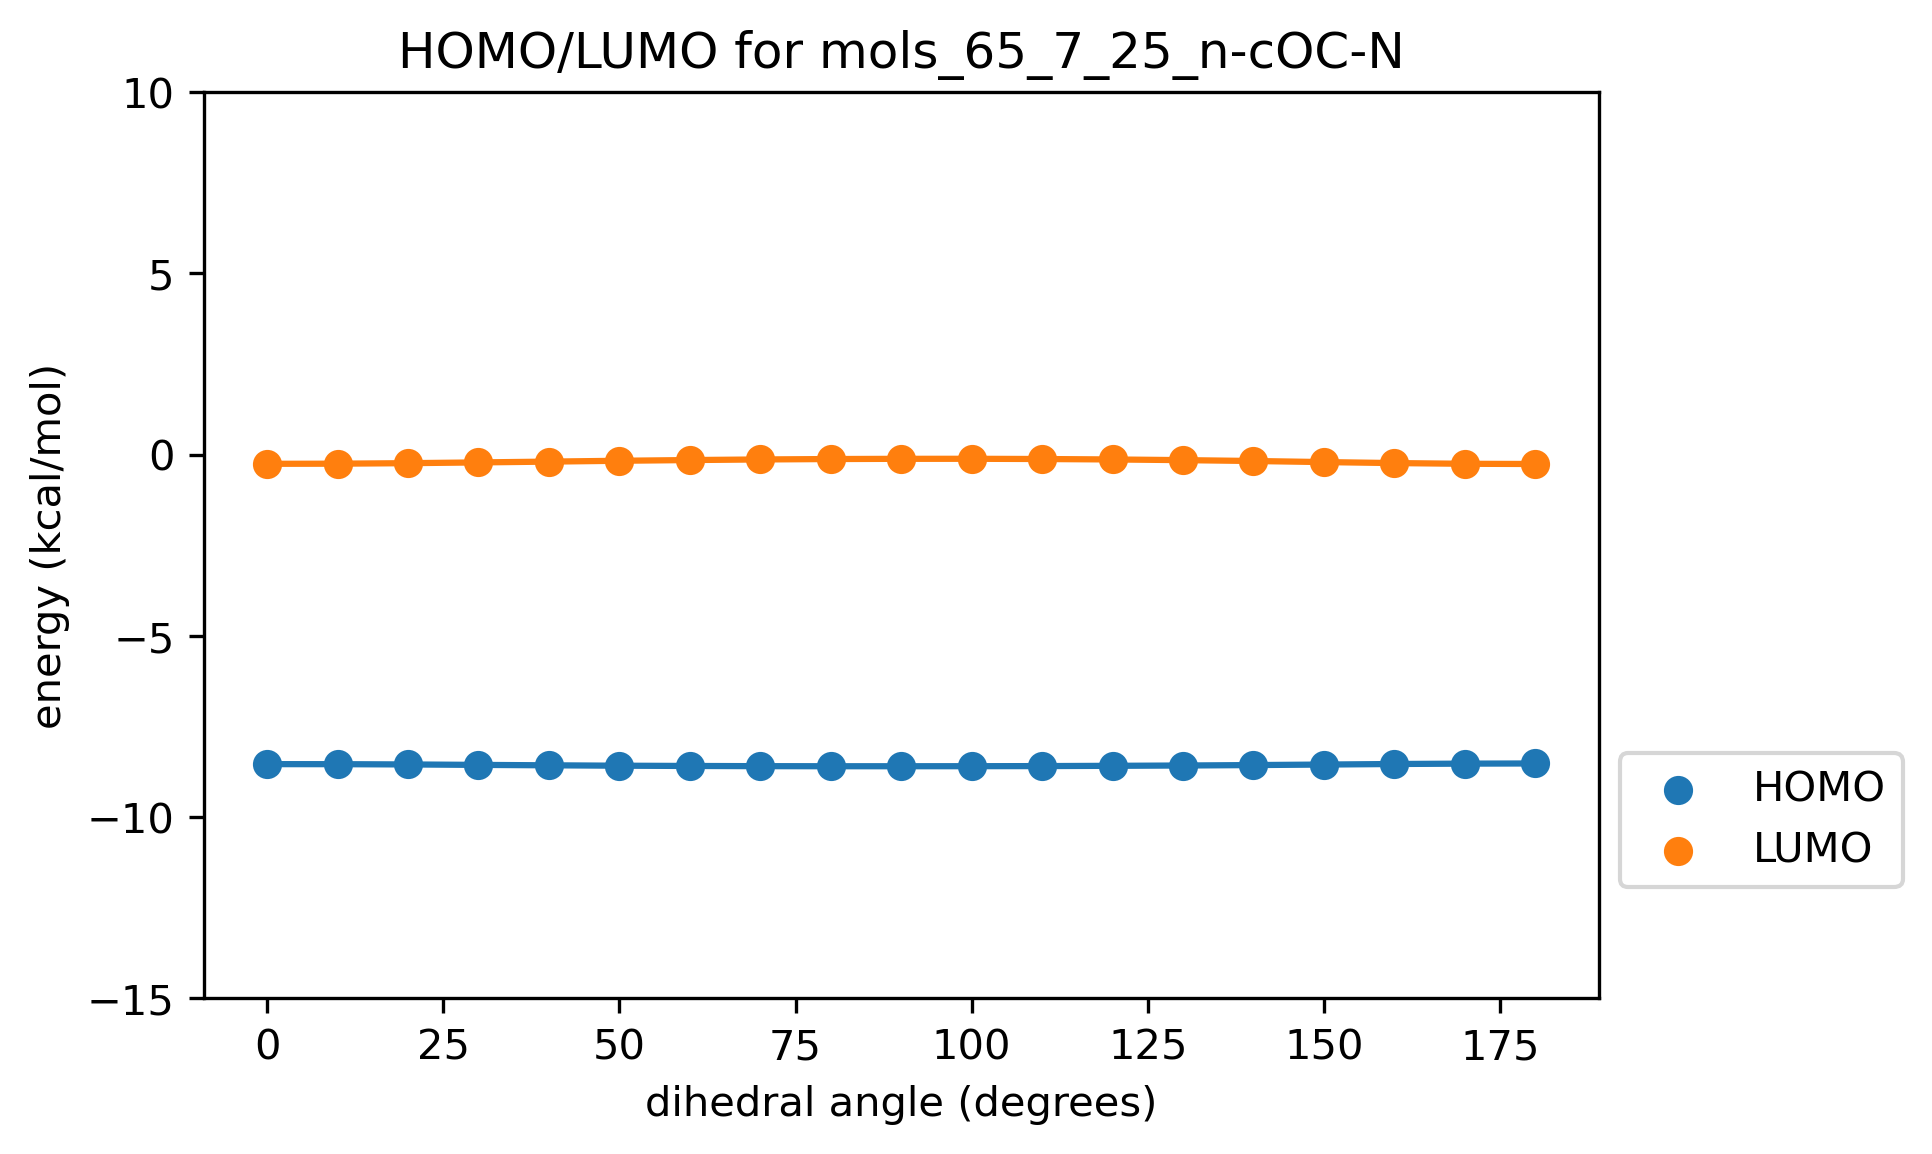 HOMO/LUMO for mols_65_7_25_n-cOC-N
10
5
0
−5
−10
−15
energy (kcal/mol)
0 25 50 75 100 125 150 175
dihedral angle (degrees)
HOMO
LUMO